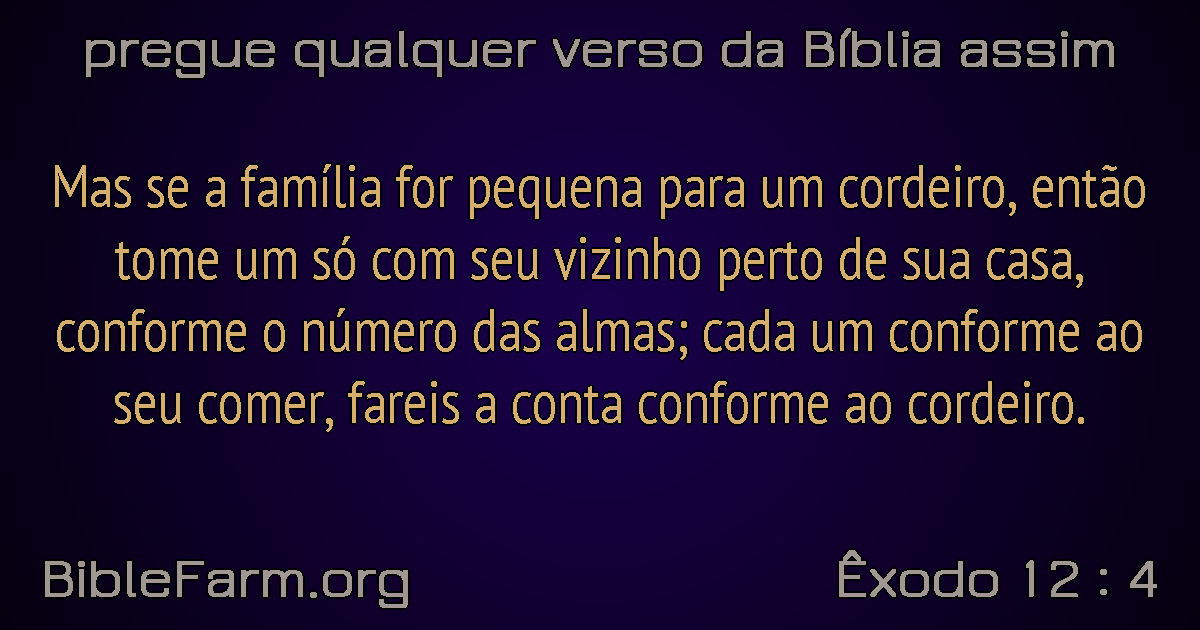 pregue qualquer verso da Bíblia assim
Mas se a família for pequena para um cordeiro, então
tome um só com seu vizinho perto de sua casa,
conforme o número das almas; cada um conforme ao
seu comer, fareis a conta conforme ao cordeiro.
BibleFarm.org
Êxodo 12 : 4